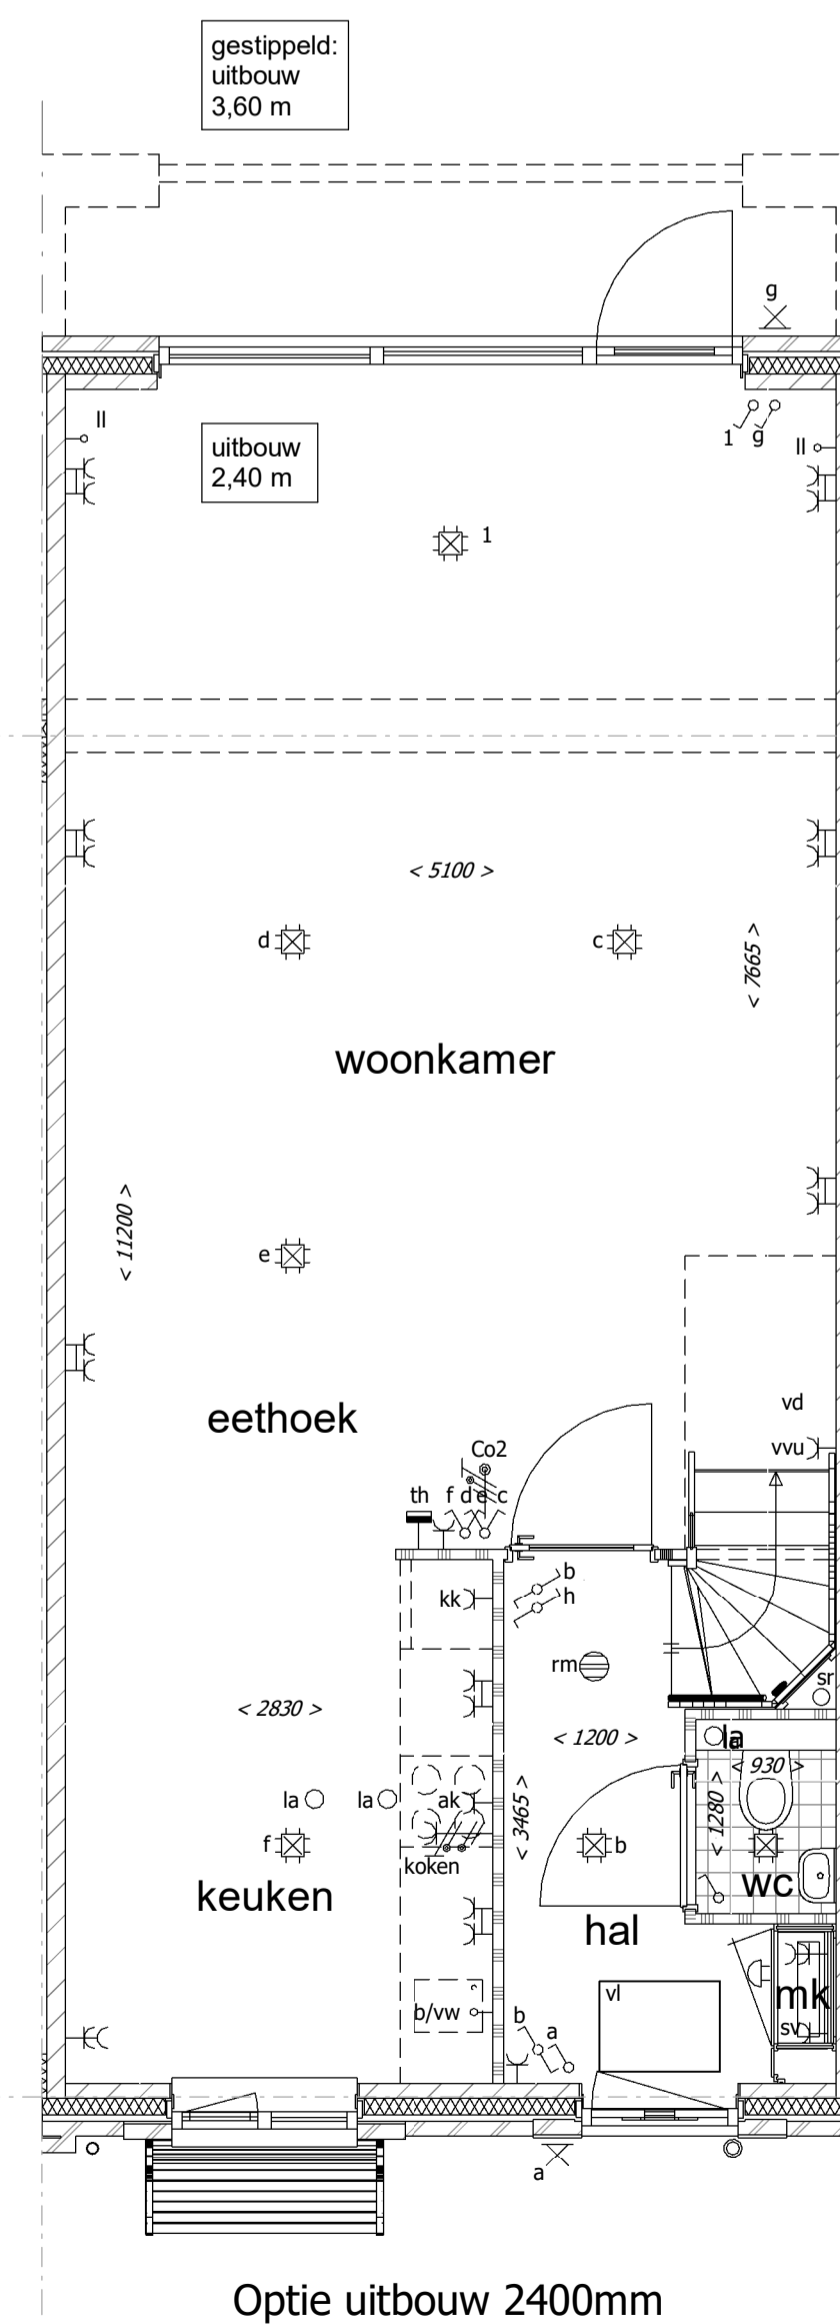 gestippeld:
uitbouw
3,60 m
g
ll
uitbouw
2,40 m
1 g
ll
1
< 5100 >
d
c
< 7665 >
woonkamer
< 11200 >
e
eethoek
vd
vvu
Co2
th f d e c
kk
b
h
rm
sr
< 2830 >
< 1200 >
la
< 930 >
la
la
ak
< 3465 >
< 1280 >
f
koken
b
keuken
wc
hal
vl
mk
b/vw
b
a
sv
a
Optie uitbouw 2400mm